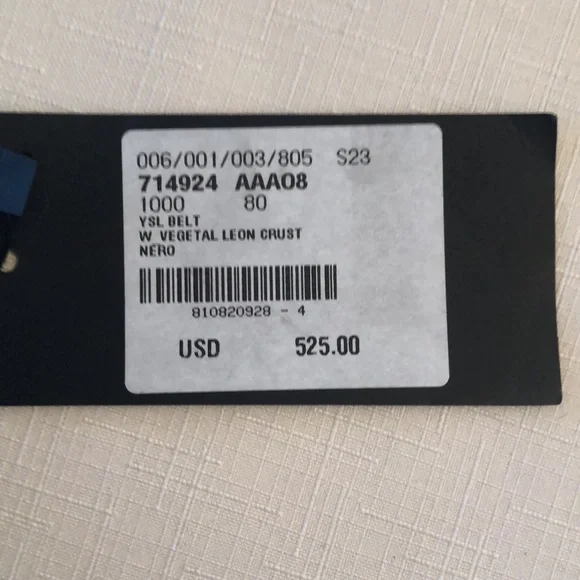 006/001/003/805 S23
714924 AAA08
1000 80
YSL BELT
W VEGETAL LEON CRUST
NERO
810820928 - 4
USD 525.00